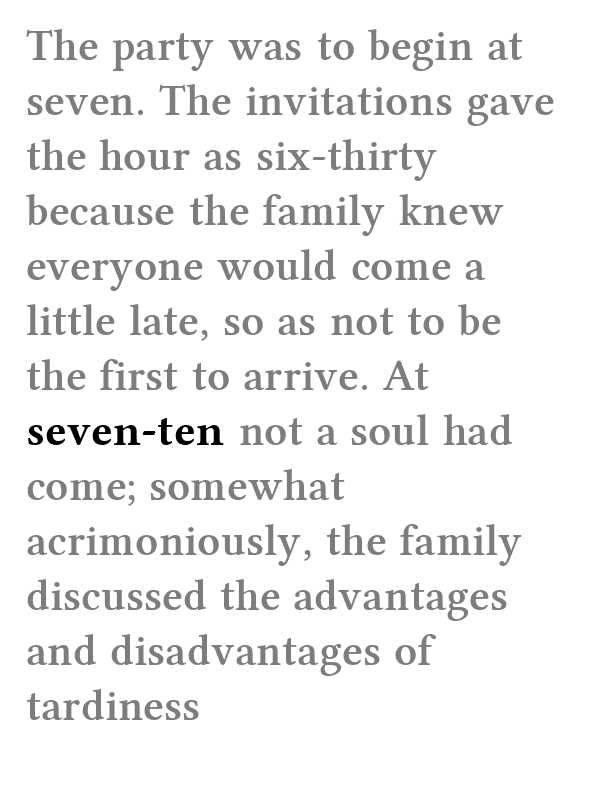 The party was to begin at
seven. The invitations gave
the hour as six-thirty
because the family knew
everyone would come a
little late, so as not to be
the first to arrive. At
seven-ten not a soul had
come; somewhat
acrimoniously, the family
discussed the advantages
and disadvantages of
tardiness